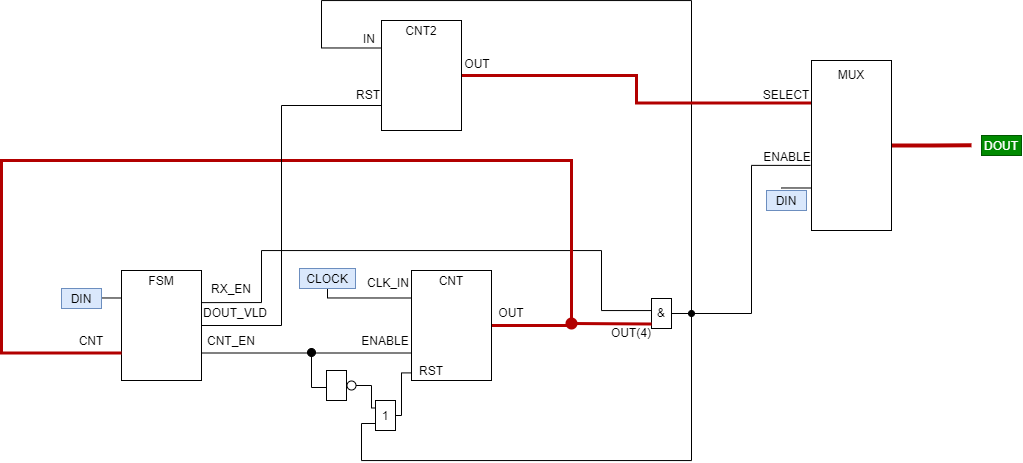 CNT2
IN
OUT
RST
MUX
SELECT
ENABLE
DIN
DOUT
FSM
DIN
CNT
RX_EN
DOUT_VLD
CNT_EN
CLOCK
CLK_IN
CNT
OUT
ENABLE
RST
&
OUT(4)
1